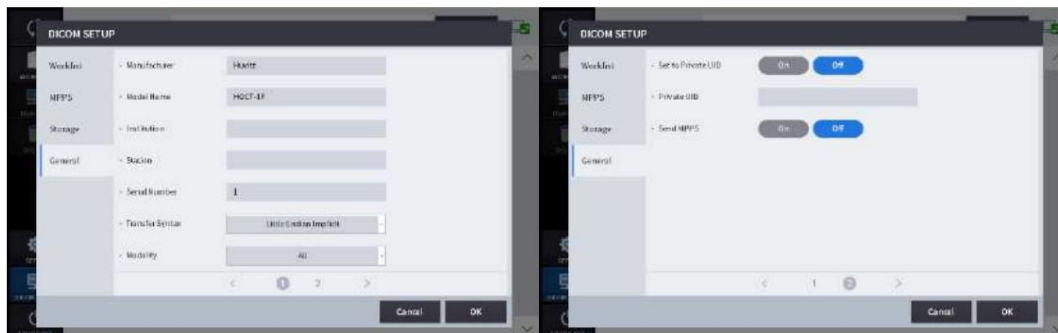 DICOM SETUP
Worklist
MPPS
Storage
General
- Manufacturer
Huvitz
- Model Name
HOCT-1F
- Institution
- Station
- Serial Number
1
- Transfer Syntax
Little Endian Implicit
- Modality
All
< 1 2 >
Cancel OK
DICOM SETUP
Worklist
MPPS
Storage
General
- Set to Private UID
On Off
- Private UID
- Send MPPS
On Off
< 1 2 >
Cancel OK